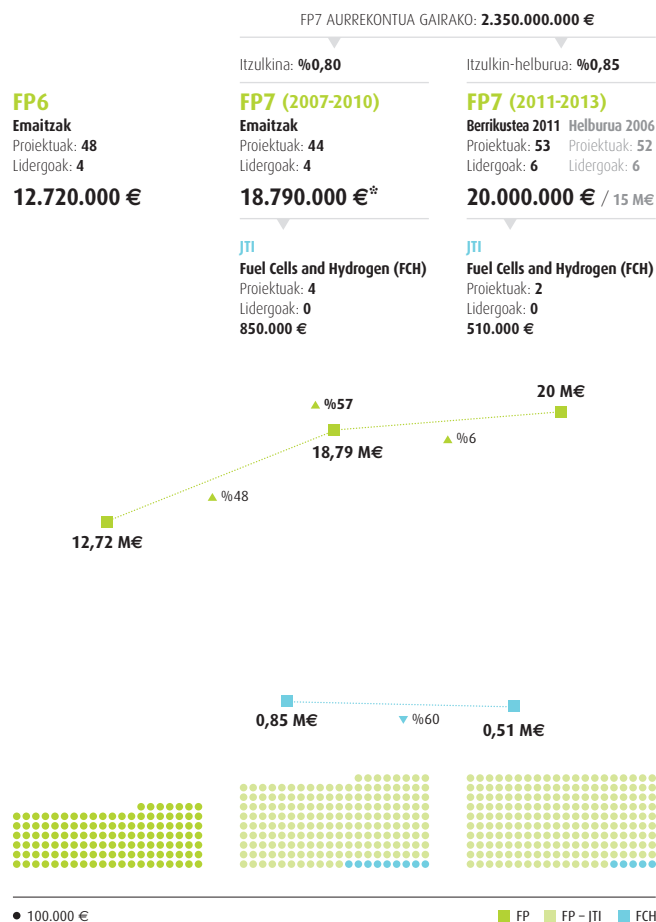 FP7 AURREKONTUA GAIRAKO: 2.350.000.000 €
Itzulkina: %0,80
Itzulkin-helburua: %0,85
FP6
Emaitzak
Proiektuak: 48
Lidergoak: 4
12.720.000 €
FP7 (2007-2010)
Emaitzak
Proiektuak: 44
Lidergoak: 4
18.790.000 €*
FP7 (2011-2013)
Berrikustea 2011 Helburua 2006
Proiektuak: 53 Proiektuak: 52
Lidergoak: 6 Lidergoak: 6
20.000.000 € / 15 M€
JTI
Fuel Cells and Hydrogen (FCH)
Proiektuak: 4
Lidergoak: 0
850.000 €
JTI
Fuel Cells and Hydrogen (FCH)
Proiektuak: 2
Lidergoak: 0
510.000 €
20 M€
%57
%6
18,79 M€
%48
12,72 M€
0,85 M€
%60
0,51 M€
100.000 €
FP FP – JTI FCH